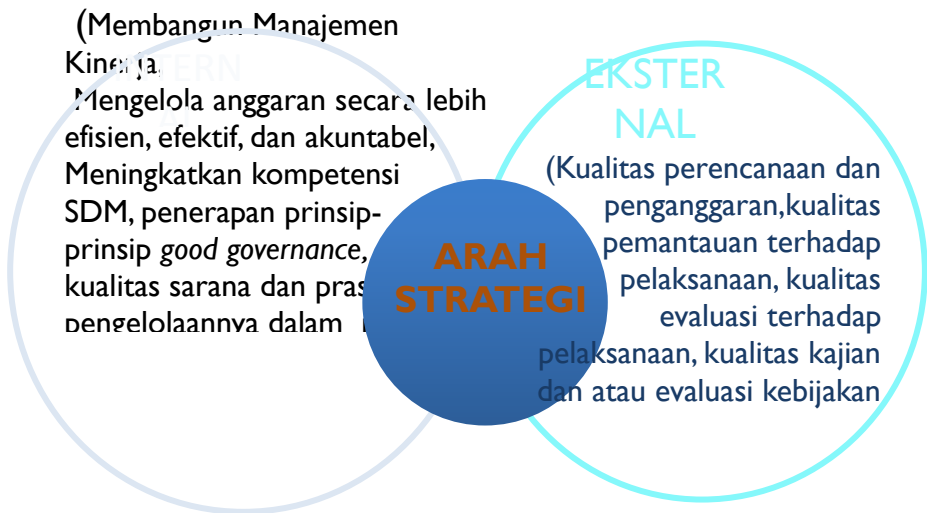 (Membangun Manajemen
Kinerja,
Mengelola anggaran secara lebih
efisien, efektif, dan akuntabel,
Meningkatkan kompetensi
SDM, penerapan prinsip-
prinsip good governance,
kualitas sarana dan
pengelolaannya dalam
ARAH
STRATEGI
EKSTER
NAL
(Kualitas perencanaan dan
penganggaran,kualitas
pemantauan terhadap
pelaksanaan, kualitas
evaluasi terhadap
pelaksanaan, kualitas kajian
dan atau evaluasi kebijakan